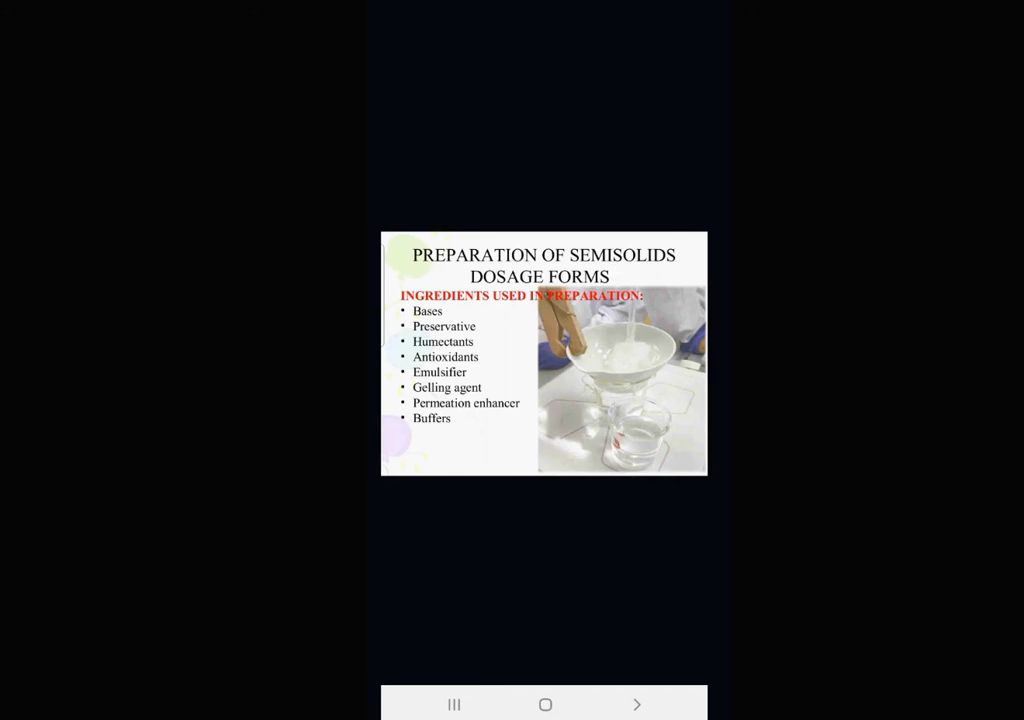 PREPARATION OF SEMISOLIDS
DOSAGE FORMS
INGREDIENTS USED IN PREPARATION:
• Bases
• Preservative
• Humectants
• Antioxidants
• Emulsifier
• Gelling agent
• Permeation enhancer
• Buffers